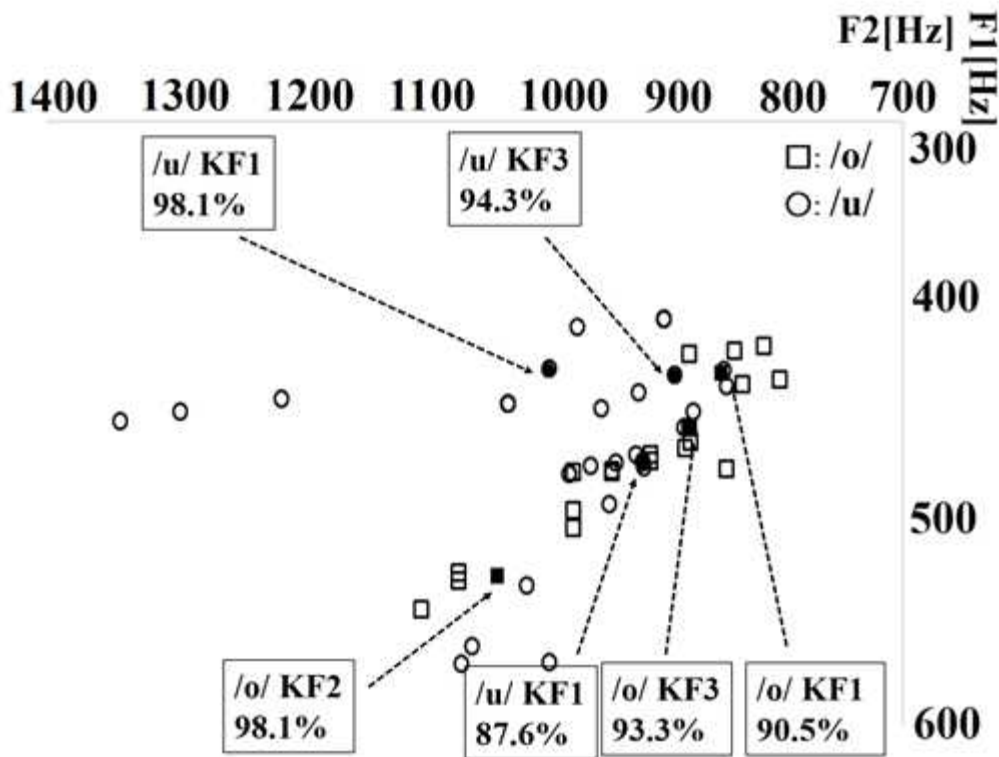 F2[Hz]
F1[Hz]
1400 1300 1200 1100 1000 900 800 700
300
400
500
600
□: /o/
○: /u/
/u/ KF1
98.1%
/u/ KF3
94.3%
/o/ KF2
98.1%
/u/ KF1
87.6%
/o/ KF3
93.3%
/o/ KF1
90.5%